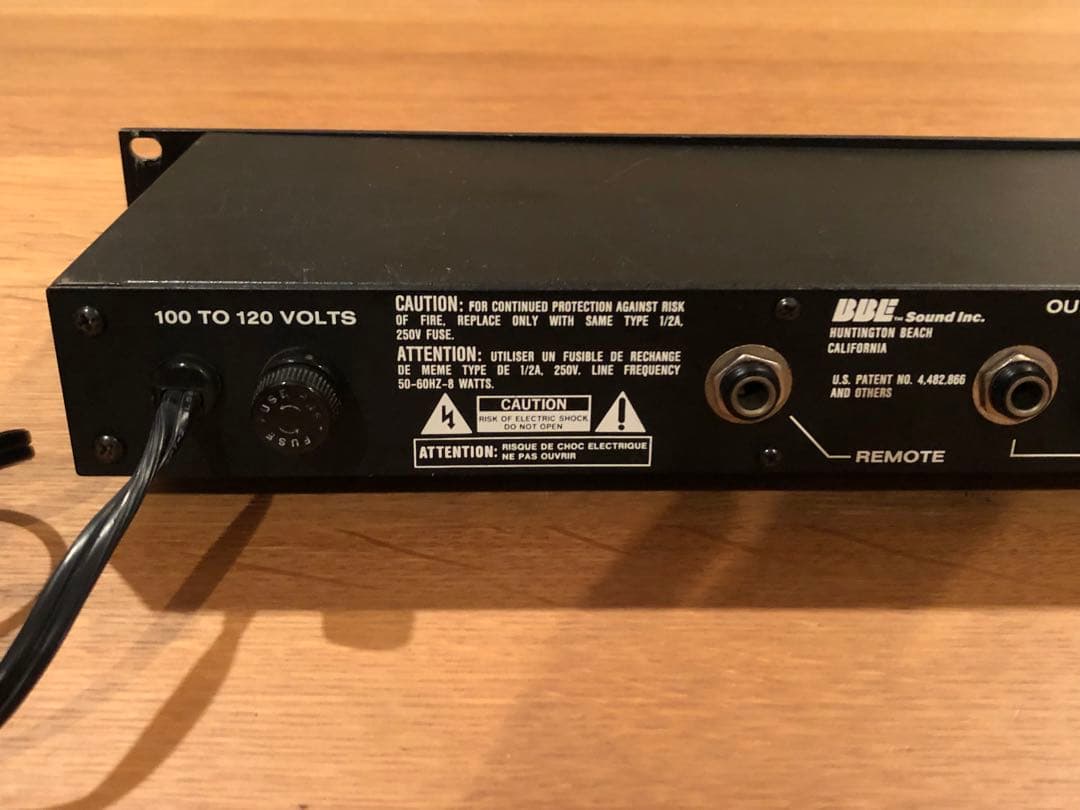 100 TO 120 VOLTS
FUSE
FUSE
CAUTION: FOR CONTINUED PROTECTION AGAINST RISK
OF FIRE, REPLACE ONLY WITH SAME TYPE 1/2A,
250V FUSE.
ATTENTION: UTILISER UN FUSIBLE DE RECHANGE
DE MEME TYPE DE 1/2A, 250V. LINE FREQUENCY
50-60HZ-8 WATTS.
CAUTION
RISK OF ELECTRIC SHOCK
DO NOT OPEN
ATTENTION: RISQUE DE CHOC ELECTRIQUE
NE PAS OUVRIR
REMOTE
BBE™ Sound Inc.
HUNTINGTON BEACH
CALIFORNIA
U.S. PATENT NO. 4,482,866
AND OTHERS
OU